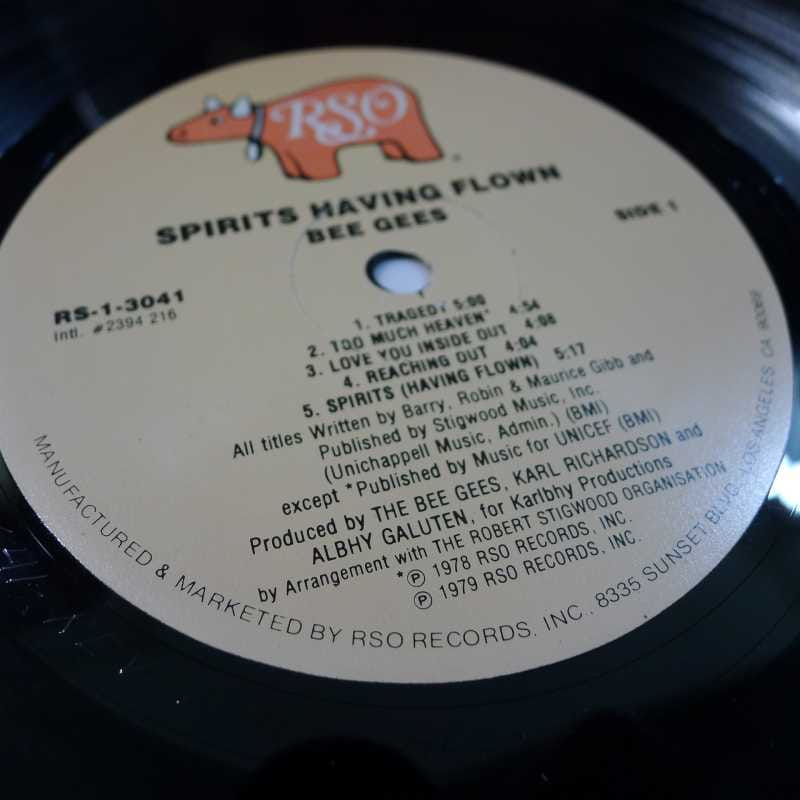 RSO
SPIRITS HAVING FLOWN
BEE GEES
SIDE 1
RS-1-3041
Intl. #2394 216
1. TRAGEDY 5:00
2. TOO MUCH HEAVEN* 4:54
3. LOVE YOU INSIDE OUT 4:08
4. REACHING OUT 4:04
5. SPIRITS (HAVING FLOWN) 5:17
All titles Written by Barry, Robin & Maurice Gibb and
Published by Stigwood Music, Inc.
(Unichappell Music, Admin.) (BMI)
except *Published by Music for UNICEF (BMI)
Produced by THE BEE GEES, KARL RICHARDSON and
ALBHY GALUTEN, for Karlbhy Productions
by Arrangement with THE ROBERT STIGWOOD ORGANISATION
*℗ 1978 RSO RECORDS, INC.
℗ 1979 RSO RECORDS, INC.
MANUFACTURED & MARKETED BY RSO RECORDS, INC., 8335 SUNSET BLVD., LOS ANGELES, CA 90069